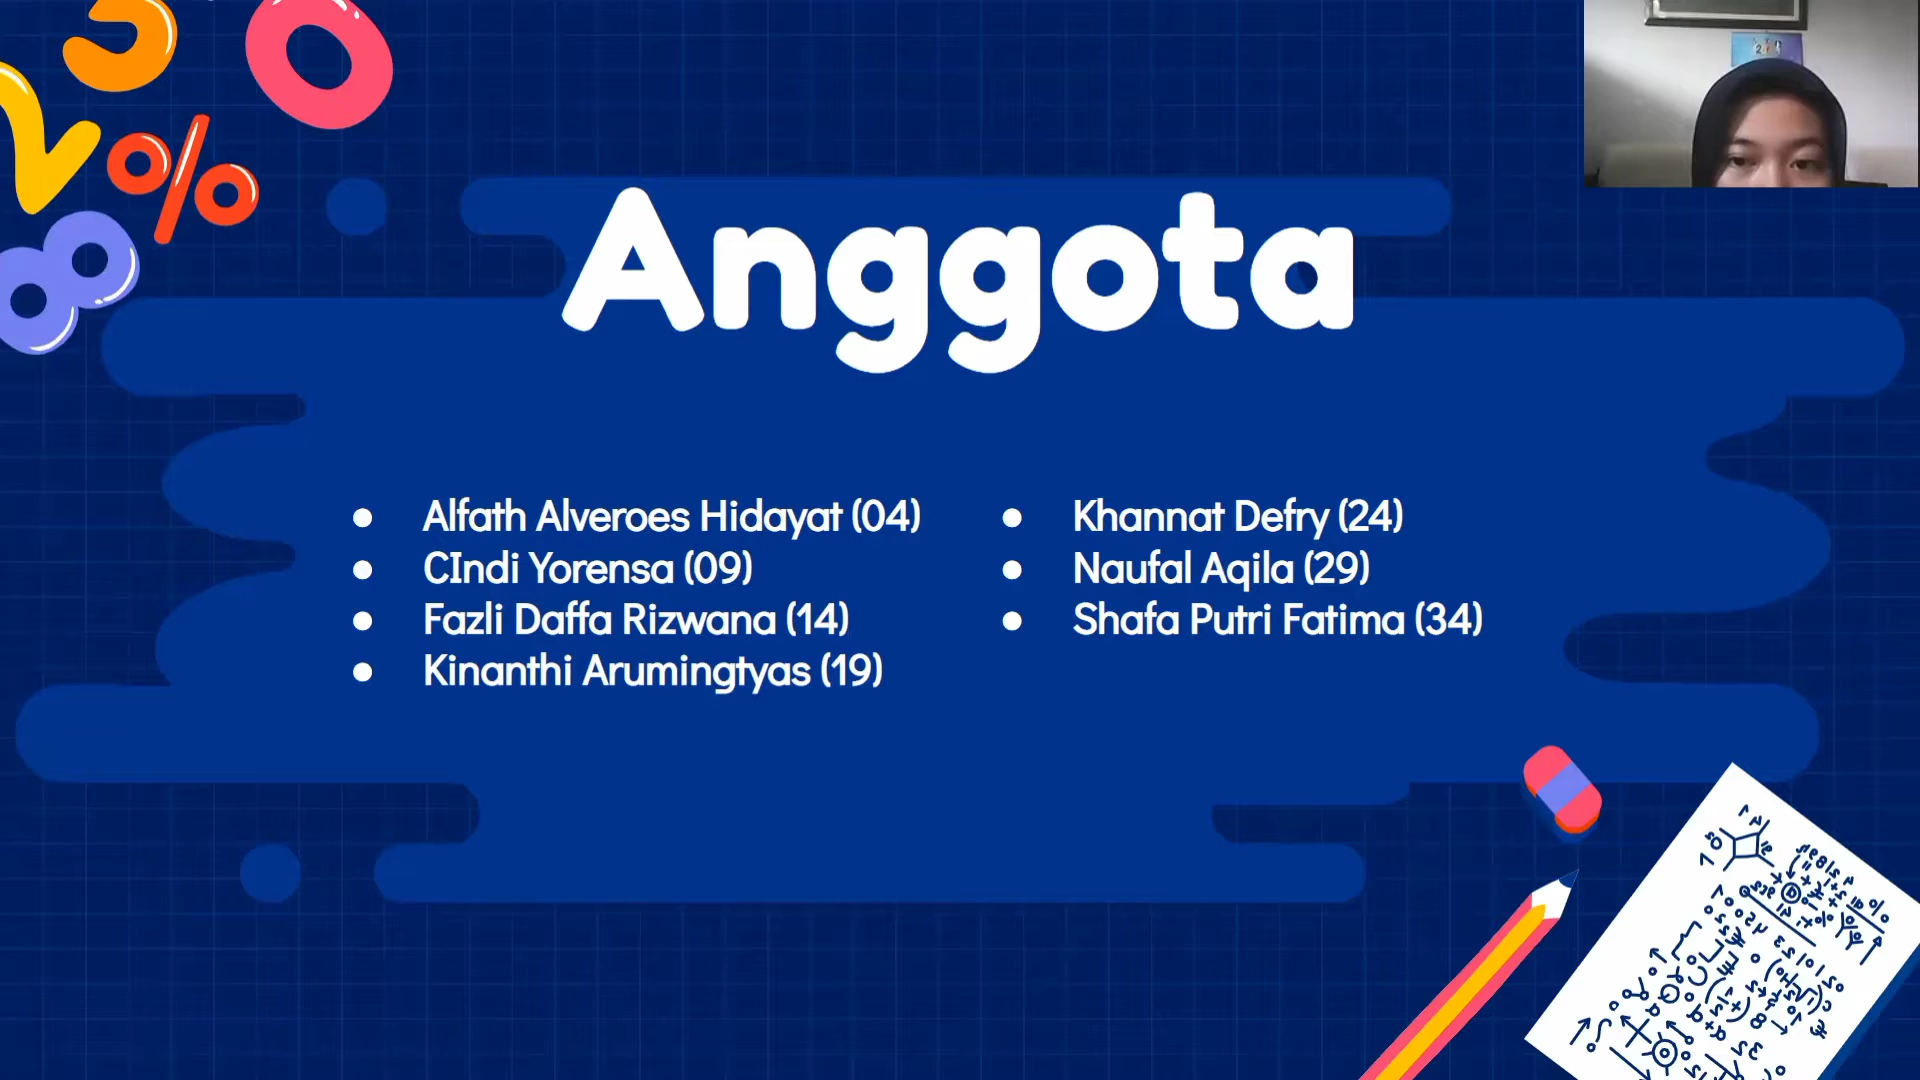 Anggota
Alfath Alveroes Hidayat (04)
CIndi Yorensa (09)
Fazli Daffa Rizwana (14)
Kinanthi Arumingtyas (19)
Khannat Defry (24)
Naufal Aqila (29)
Shafa Putri Fatima (34)